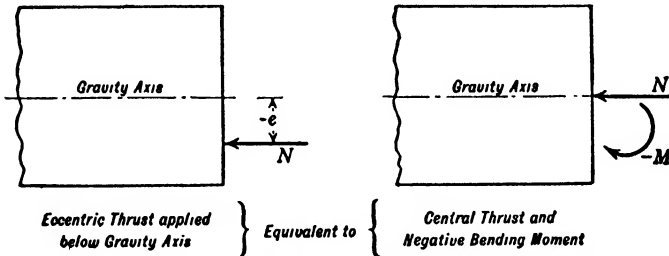 Gravity Axis
-e
N
Gravity Axis
N
-M
Eccentric Thrust applied
below Gravity Axis
Equivalent to
Central Thrust and
Negative Bending Moment